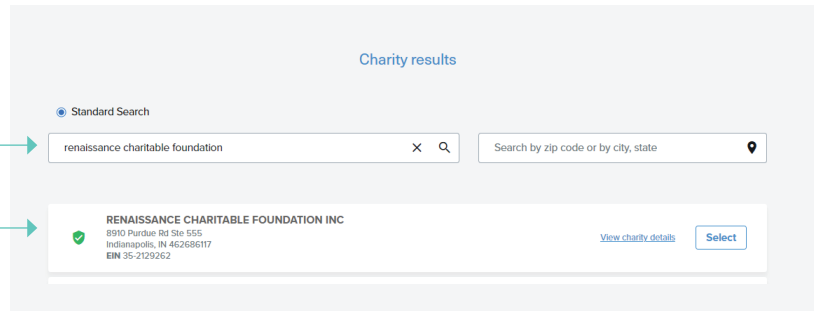 Charity results
Standard Search
renaissance charitable foundation
Search by zip code or by city, state
RENAISSANCE CHARITABLE FOUNDATION INC
8910 Purdue Rd Ste 555
Indianapolis, IN 462686117
EIN 35-2129262
View charity details
Select